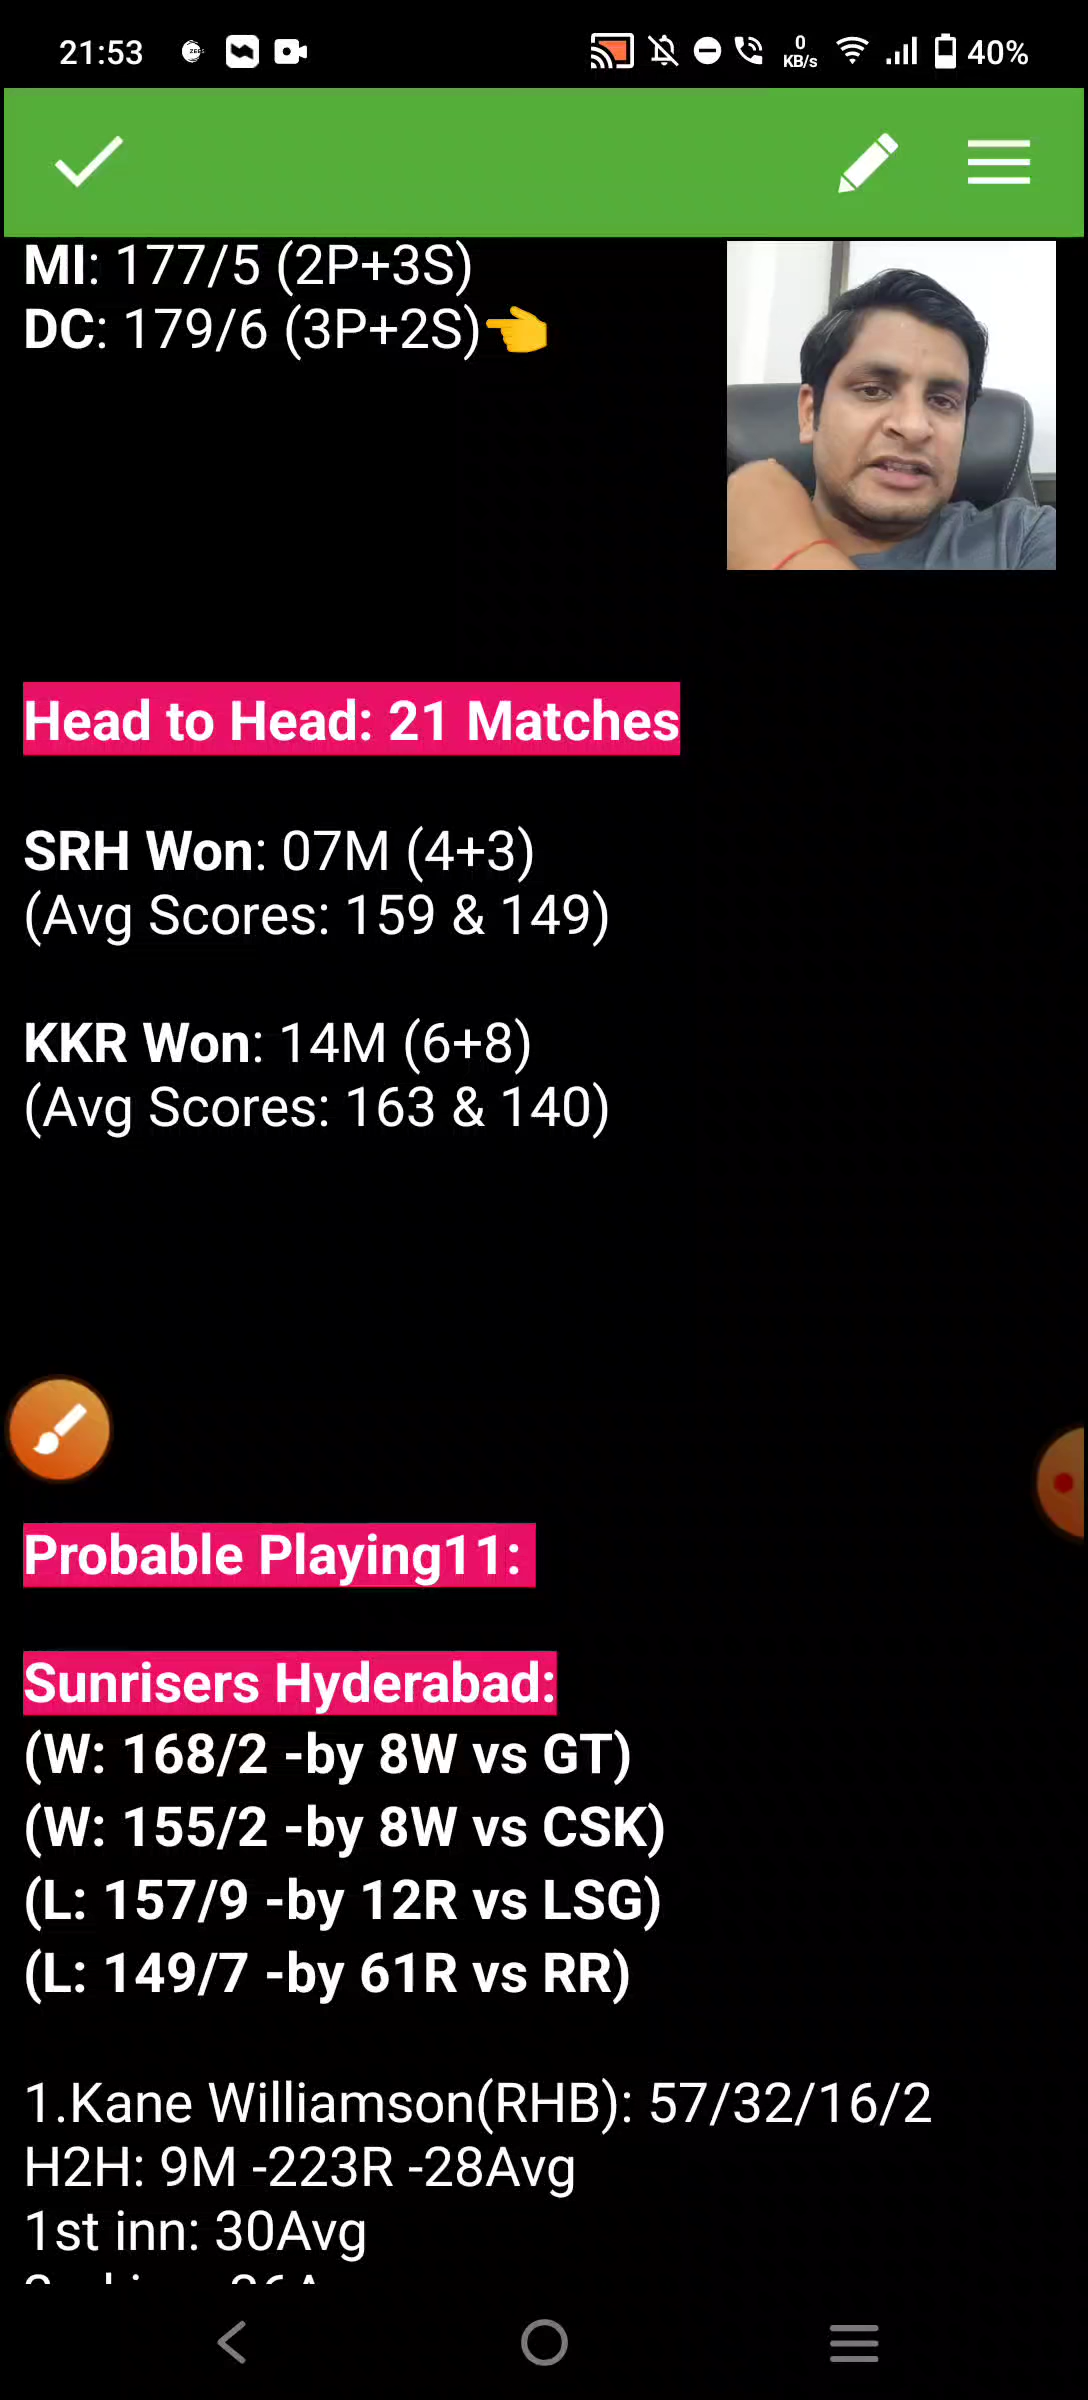 21:53
0
KB/s
40%
MI: 177/5 (2P+3S)
DC: 179/6 (3P+2S)👈
Head to Head: 21 Matches
SRH Won: 07M (4+3)
(Avg Scores: 159 & 149)
KKR Won: 14M (6+8)
(Avg Scores: 163 & 140)
Probable Playing11:
Sunrisers Hyderabad:
(W: 168/2 -by 8W vs GT)
(W: 155/2 -by 8W vs CSK)
(L: 157/9 -by 12R vs LSG)
(L: 149/7 -by 61R vs RR)
1.Kane Williamson(RHB): 57/32/16/2
H2H: 9M -223R -28Avg
1st inn: 30Avg